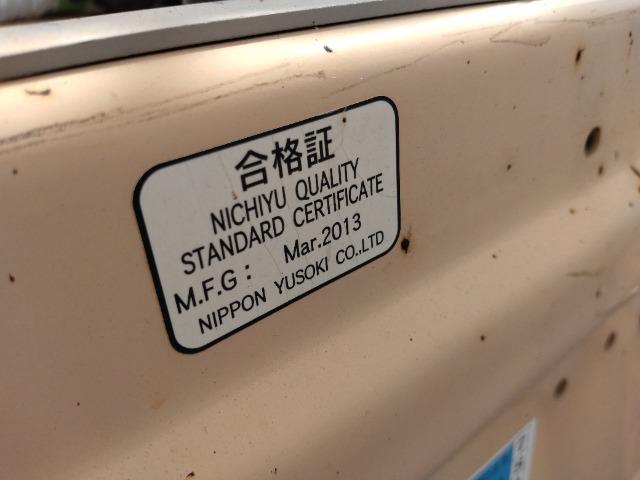 合格証
NICHIYU QUALITY
STANDARD CERTIFICATE
M.F.G : Mar.2013
NIPPON YUSOKI CO.,LTD